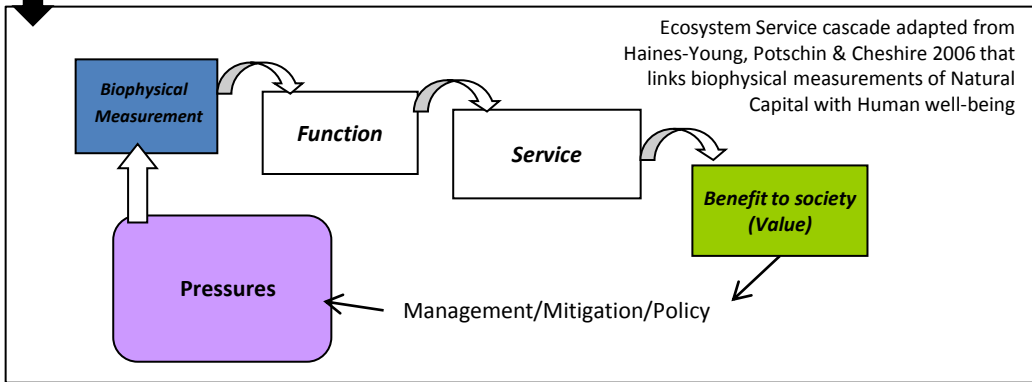 Ecosystem Service cascade adapted from
Haines-Young, Potschin & Cheshire 2006 that
links biophysical measurements of Natural
Capital with Human well-being
Biophysical
Measurement
Function
Service
Benefit to society
(Value)
Pressures
Management/Mitigation/Policy